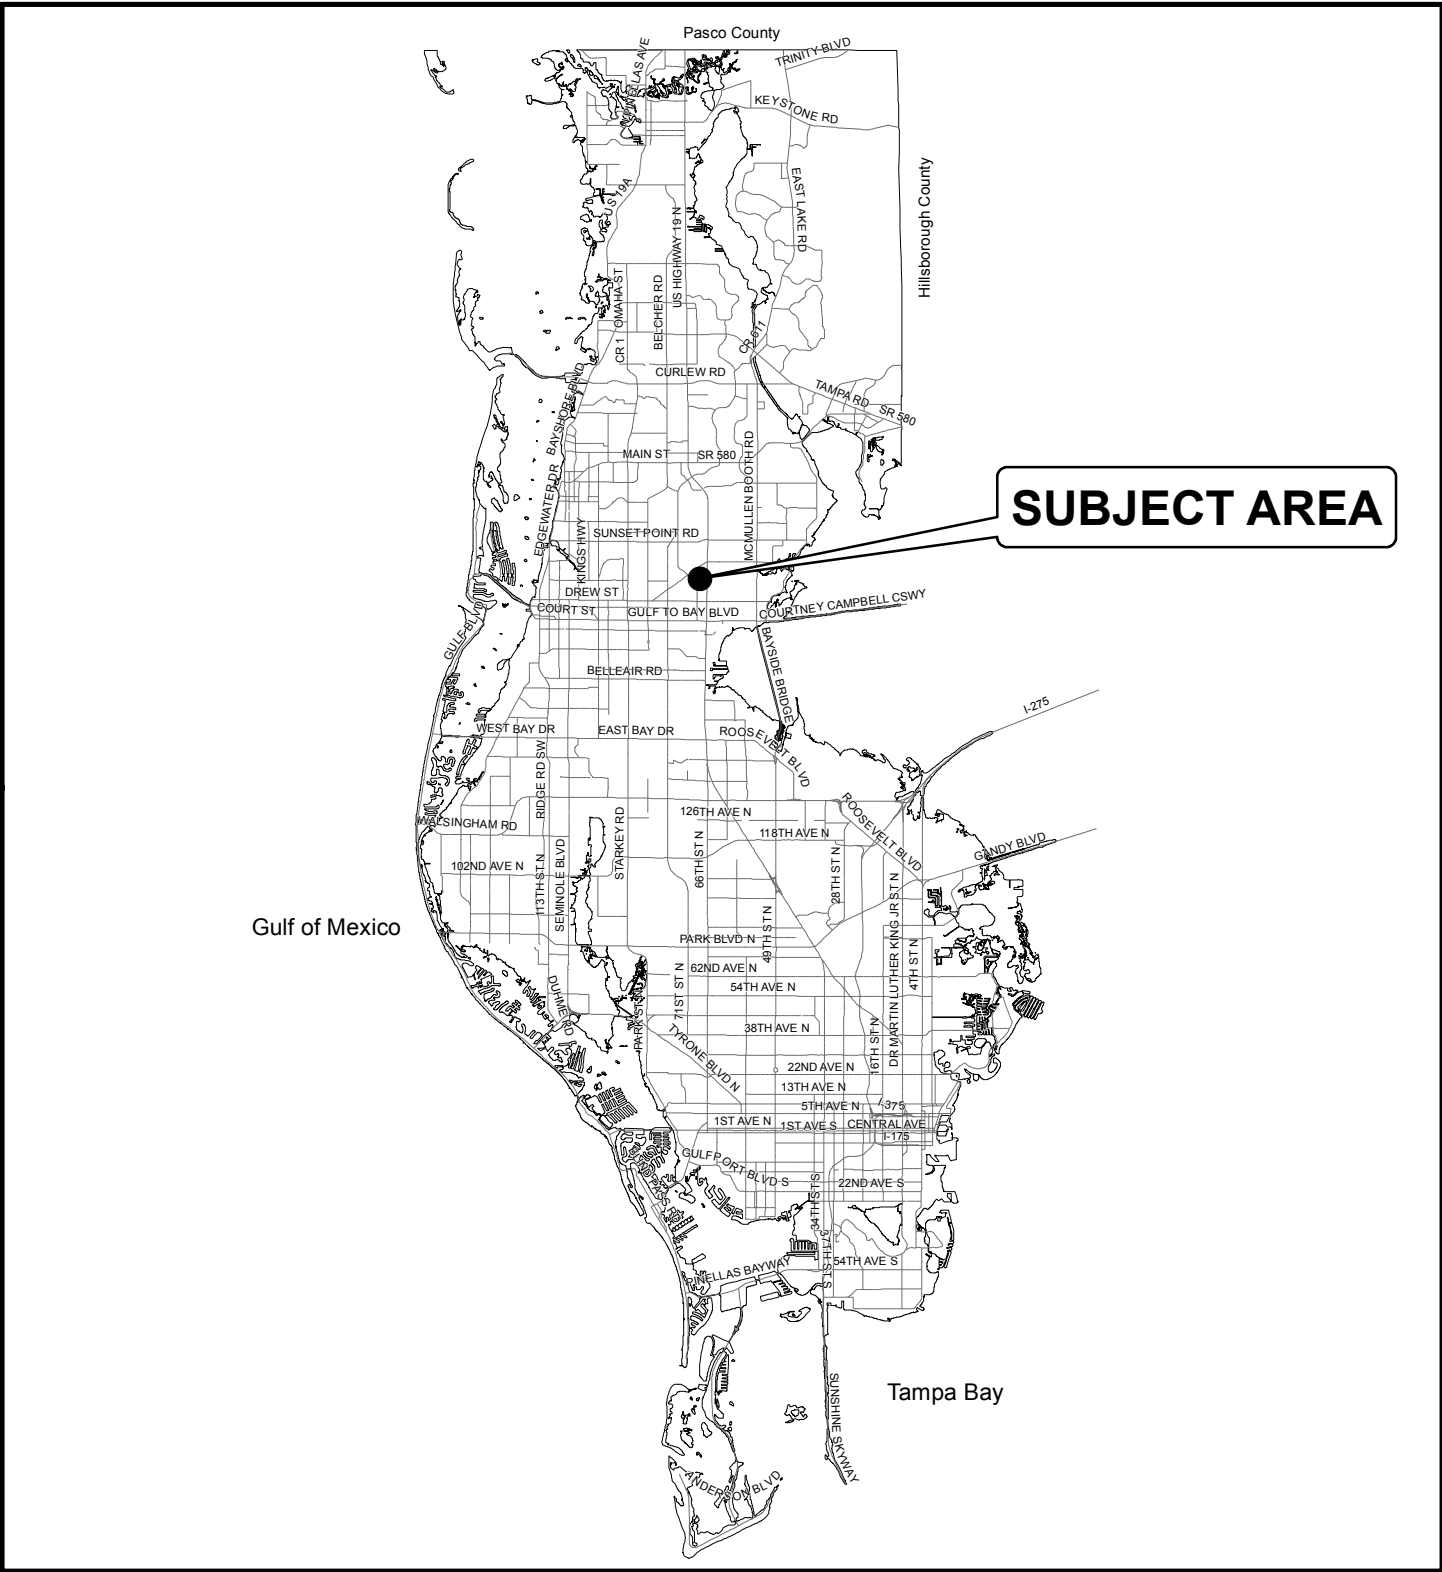 Pasco County
TRINITY BLVD
KEYSTONE RD
Hillsborough County
EAST LAKE RD
US 19A
US HIGHWAY 19 N
OMAHA ST
CR 1
BELCHER RD
CR 611
CURLEW RD
TAMPA RD
SR 580
BAYSHORE BLVD
MAIN ST
SR 580
MCMULLEN BOOTH RD
EDGEWATER DR
SUBJECT AREA
KINGS HWY
SUNSET POINT RD
DREW ST
COURT ST
GULF TO BAY BLVD
COURTNEY CAMPBELL CSWY
GULF BLVD
BAYSIDE BRIDGE
BELLEAIR RD
I-275
WEST BAY DR
EAST BAY DR
ROOSEVELT BLVD
RIDGE RD SW
WALSINGHAM RD
STARKEY RD
126TH AVE N
118TH AVE N
ROOSEVELT BLVD
GANDY BLVD
66TH ST N
28TH ST N
102ND AVE N
113TH ST N
SEMINOLE BLVD
DR MARTIN LUTHER KING JR ST N
Gulf of Mexico
49TH ST N
PARK BLVD N
4TH ST N
62ND AVE N
71ST ST N
54TH AVE N
DUHME RD
PARK ST N
38TH AVE N
16TH ST N
TYRONE BLVD N
22ND AVE N
13TH AVE N
5TH AVE N
I-375
1ST AVE N
1ST AVE S
CENTRAL AVE
I-175
GULFPORT BLVD S
22ND AVE S
34TH ST S
37TH ST S
54TH AVE S
PINELLAS BAYWAY
SUNSHINE SKYWAY
Tampa Bay
ANDERSON BLVD